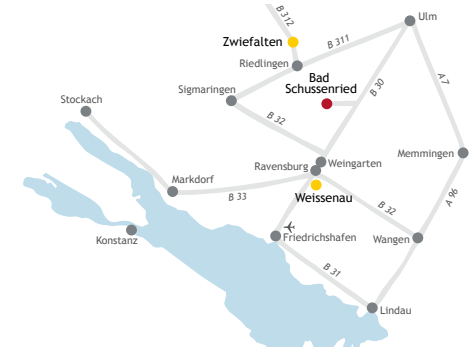 B 312
Ulm
Zwiefalten
B 311
Riedlingen
Bad
Schussenried
B 30
A 7
Sigmaringen
Stockach
B 32
Memmingen
Weingarten
Ravensburg
Markdorf
B 33
Weissenau
B 32
A 96
Konstanz
Friedrichshafen
Wangen
B 31
Lindau